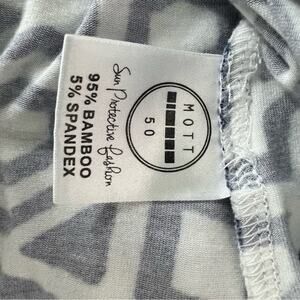 MOTT
50
Sun Protective fashion
95% BAMBOO
5% SPANDEX